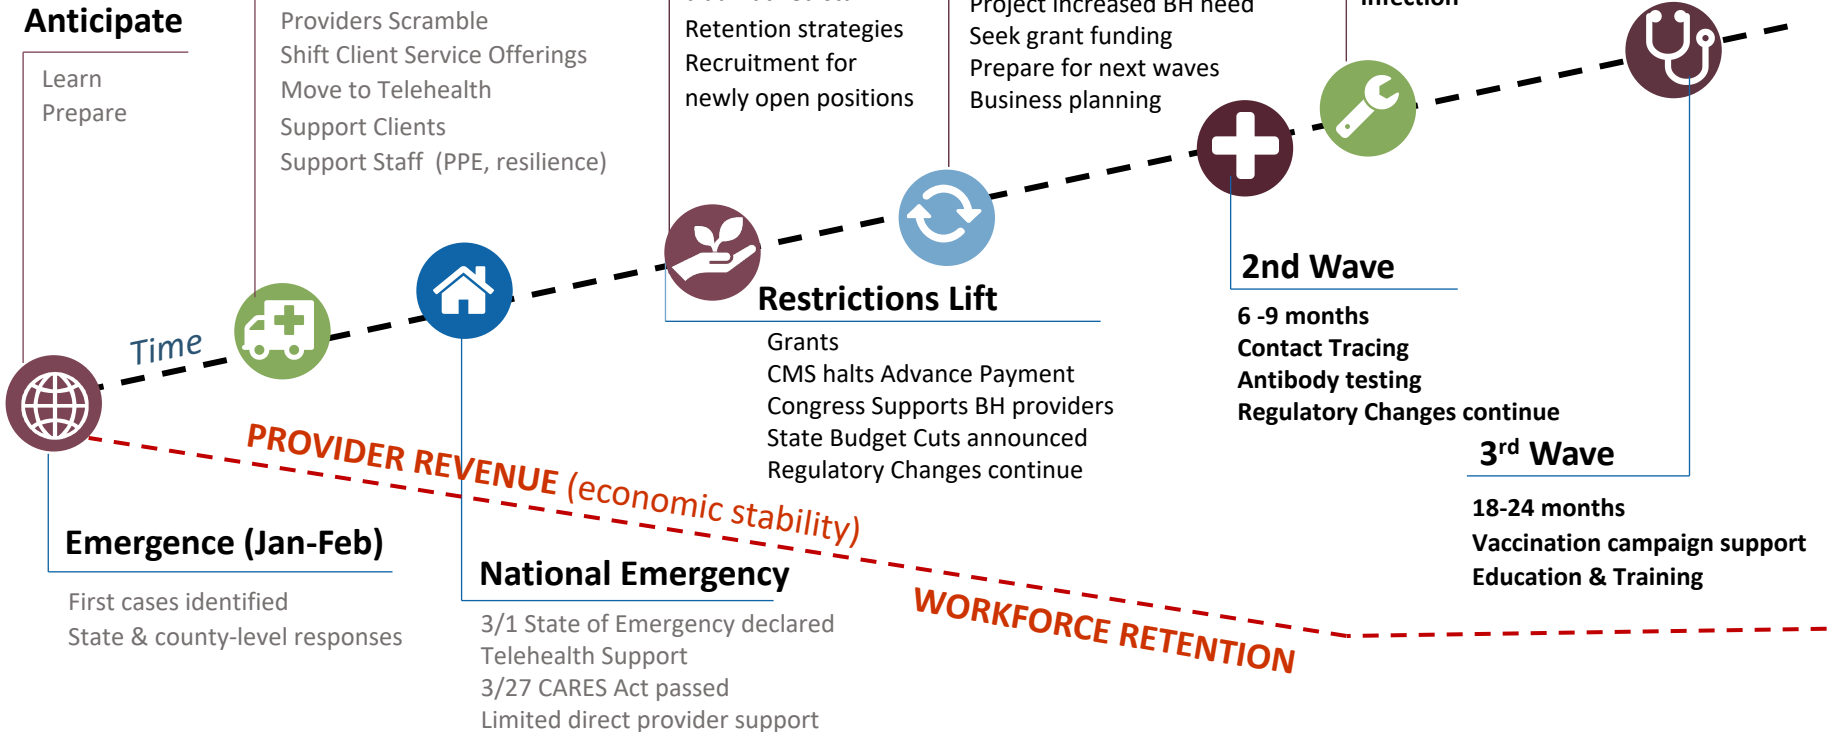 Anticipate
Learn
Prepare
Providers Scramble
Shift Client Service Offerings
Move to Telehealth
Support Clients
Support Staff (PPE, resilience)
Retention strategies
Recruitment for
newly open positions
Project increased BH need
Seek grant funding
Prepare for next waves
Business planning
infection
Time
Restrictions Lift
Grants
CMS halts Advance Payment
Congress Supports BH providers
State Budget Cuts announced
Regulatory Changes continue
2nd Wave
6 -9 months
Contact Tracing
Antibody testing
Regulatory Changes continue
3rd Wave
18-24 months
Vaccination campaign support
Education & Training
PROVIDER REVENUE (economic stability)
WORKFORCE RETENTION
Emergence (Jan-Feb)
First cases identified
State & county-level responses
National Emergency
3/1 State of Emergency declared
Telehealth Support
3/27 CARES Act passed
Limited direct provider support